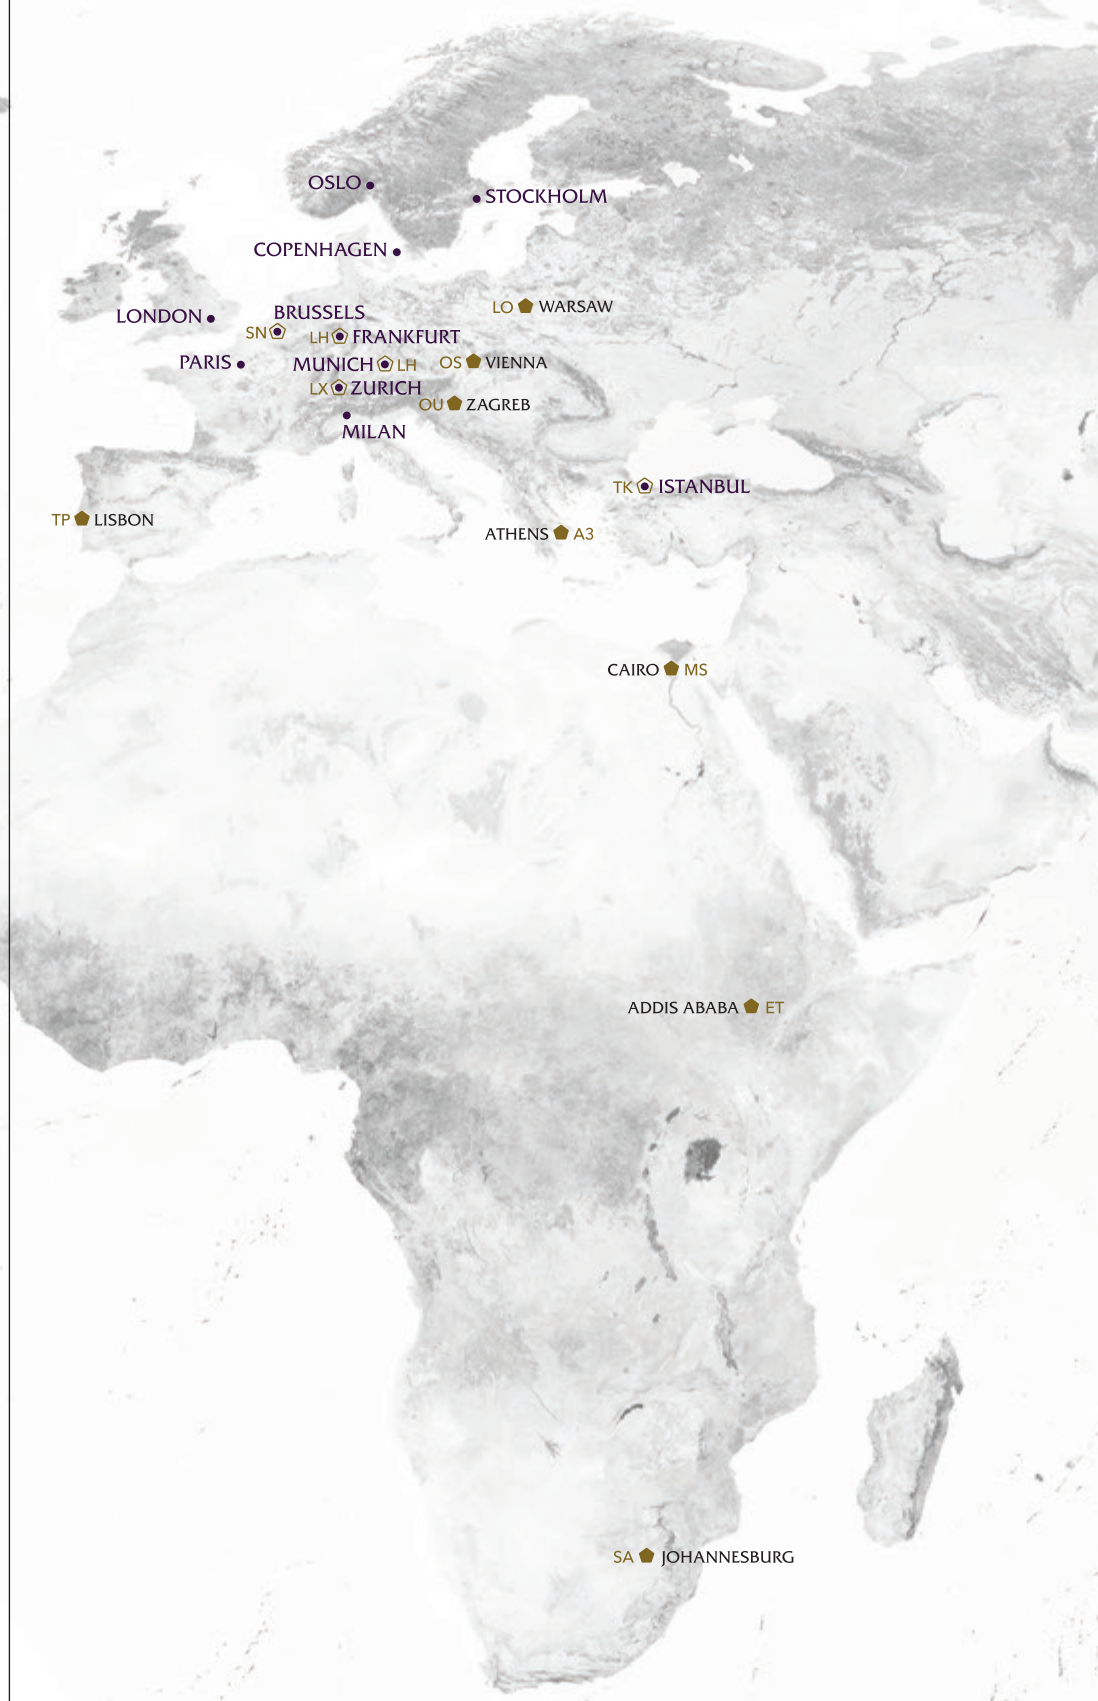 OSLO
STOCKHOLM
COPENHAGEN
LO WARSAW
BRUSSELS
LONDON
SN
LH FRANKFURT
PARIS
MUNICH LH
OS VIENNA
LX ZURICH
OU ZAGREB
MILAN
TK ISTANBUL
TP LISBON
ATHENS A3
CAIRO MS
ADDIS ABABA ET
SA JOHANNESBURG